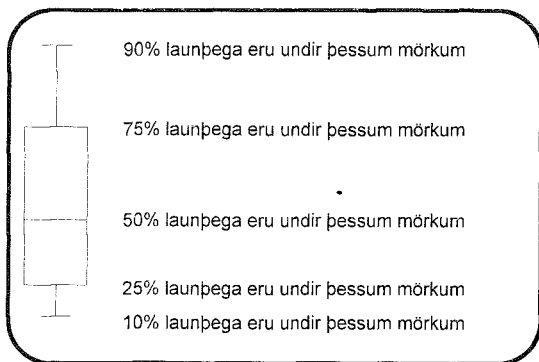 90% launþega eru undir þessum mörkum
75% launþega eru undir þessum mörkum
50% launþega eru undir þessum mörkum
25% launþega eru undir þessum mörkum
10% launþega eru undir þessum mörkum